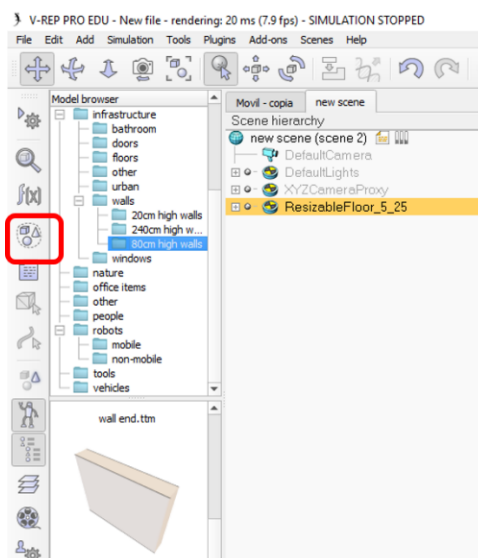 V-REP PRO EDU - New file - rendering: 20 ms (7.9 fps) - SIMULATION STOPPED
File Edit Add Simulation Tools Plugins Add-ons Scenes Help
Model browser
infrastructure
bathroom
doors
floors
other
urban
walls
20cm high walls
240cm high w...
80cm high walls
windows
nature
office items
other
people
robots
mobile
non-mobile
tools
vehicles
wall end.ttm
Movil - copia new scene
Scene hierarchy
new scene (scene 2)
DefaultCamera
DefaultLights
XYZCameraProxy
ResizableFloor_5_25
f(x)